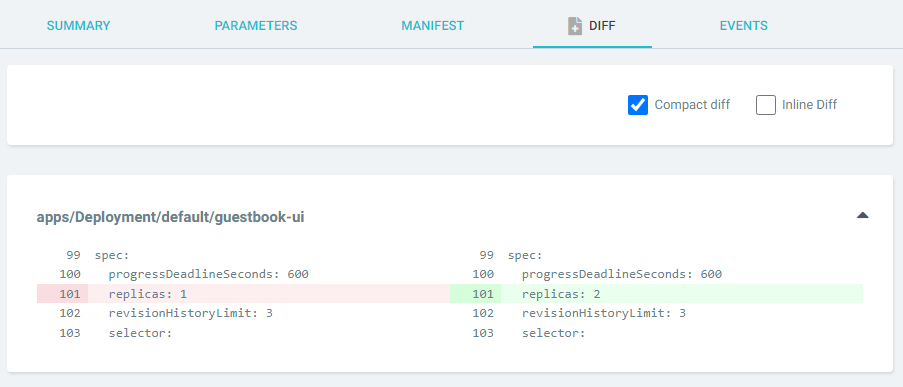 SUMMARY PARAMETERS MANIFEST DIFF EVENTS
Compact diff Inline Diff
apps/Deployment/default/guestbook-ui
99 spec: 99 spec:
100 progressDeadlineSeconds: 600 100 progressDeadlineSeconds: 600
101 replicas: 1 101 replicas: 2
102 revisionHistoryLimit: 3 102 revisionHistoryLimit: 3
103 selector: 103 selector: